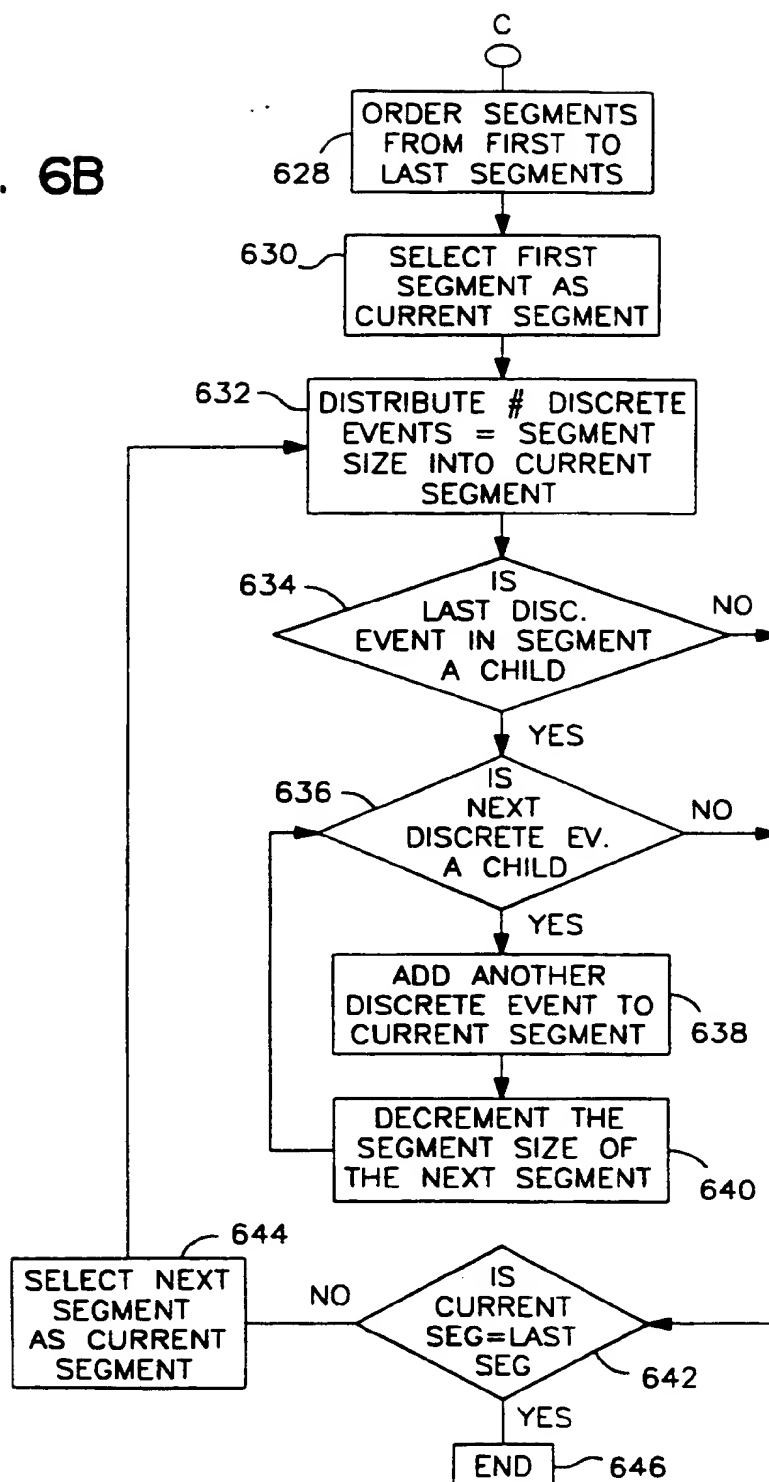 C
ORDER SEGMENTS
FROM FIRST TO
LAST SEGMENTS
628
. 6B
630
SELECT FIRST
SEGMENT AS
CURRENT SEGMENT
632
DISTRIBUTE # DISCRETE
EVENTS = SEGMENT
SIZE INTO CURRENT
SEGMENT
634
IS
LAST DISC.
EVENT IN SEGMENT
A CHILD
NO
YES
636
IS
NEXT
DISCRETE EV.
A CHILD
NO
YES
ADD ANOTHER
DISCRETE EVENT TO
CURRENT SEGMENT
638
DECREMENT THE
SEGMENT SIZE OF
THE NEXT SEGMENT
640
644
SELECT NEXT
SEGMENT
AS CURRENT
SEGMENT
NO
IS
CURRENT
SEG=LAST
SEG
642
YES
END
646